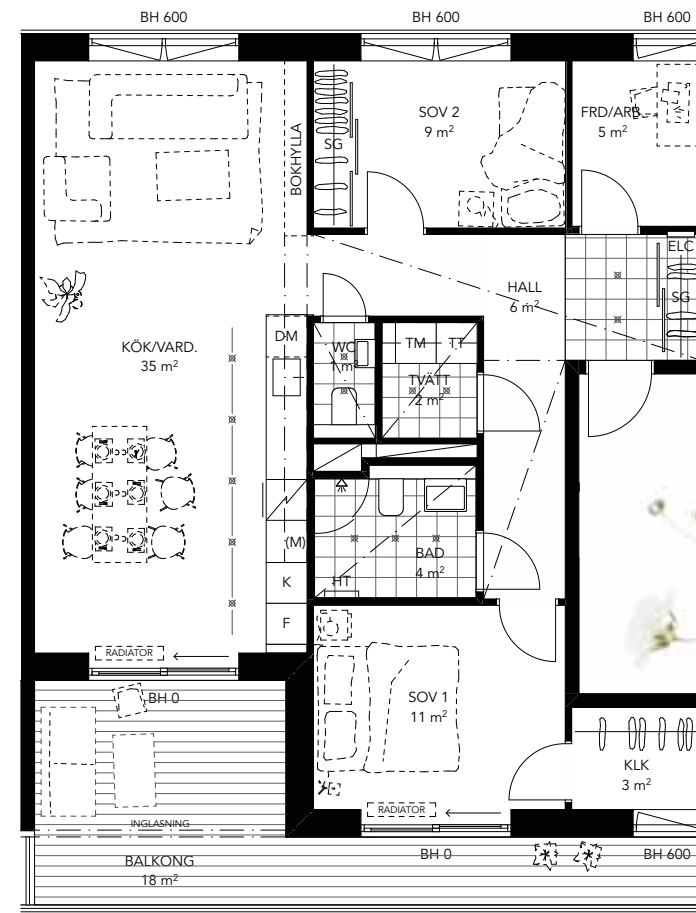 BH 600
BH 600
BH 600
BOKHYLLA
SG
SOV 2
9 m²
FRD/ARB.
5 m²
ELC
SG
HALL
6 m²
KÖK/VARD.
35 m²
DM
WC
1 m²
TM
TT
TVÄTT
2 m²
(M)
K
F
BAD
4 m²
HT
RADIATOR
BH 0
SOV 1
11 m²
KLK
3 m²
RADIATOR
INGLASNING
BALKONG
18 m²
BH 0
BH 600